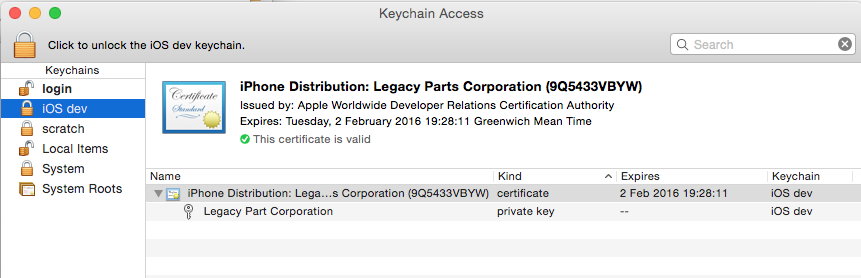 Keychain Access
Click to unlock the iOS dev keychain.
Search
Keychains
login
iOS dev
scratch
Local Items
System
System Roots
Certificate
Standard
iPhone Distribution: Legacy Parts Corporation (9Q5433VBYW)
Issued by: Apple Worldwide Developer Relations Certification Authority
Expires: Tuesday, 2 February 2016 19:28:11 Greenwich Mean Time
This certificate is valid
Name Kind Expires Keychain
iPhone Distribution: Lega...s Corporation (9Q5433VBYW) certificate 2 Feb 2016 19:28:11 iOS dev
Legacy Part Corporation private key -- iOS dev